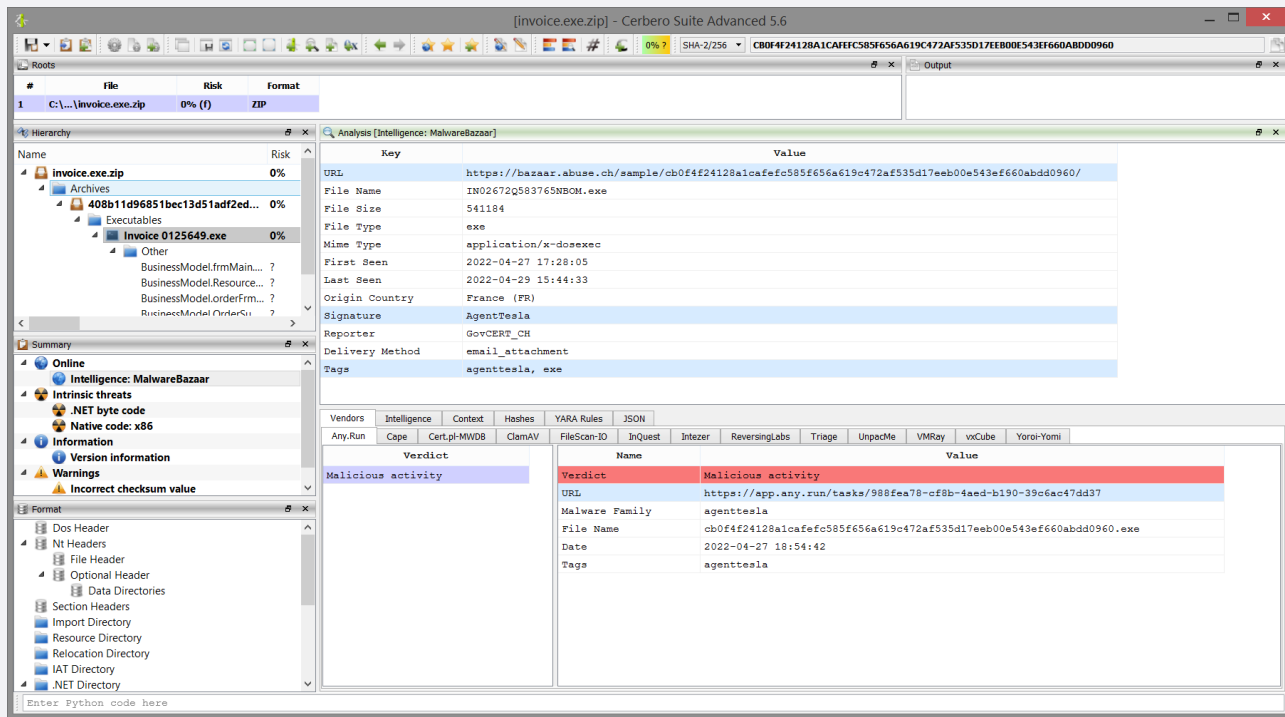 [invoice.exe.zip] - Cerbero Suite Advanced 5.6
0% ? SHA-2/256 CB0F4F24128A1CAFEFC585F656A619C472AF535D17EEB00E543EF660ABDD0960
Roots
# File Risk Format
1 C:\...\invoice.exe.zip 0% (f) ZIP
Output
Hierarchy
Name Risk
invoice.exe.zip 0%
Archives
408b11d96851bec13d51adf2ed... 0%
Executables
Invoice 0125649.exe 0%
Other
BusinessModel.frmMain.... ?
BusinessModel.Resource... ?
BusinessModel.orderFrm... ?
BusinessModel.OrderSu... ?
Summary
Online
Intelligence: MalwareBazaar
Intrinsic threats
.NET byte code
Native code: x86
Information
Version information
Warnings
Incorrect checksum value
Format
Dos Header
Nt Headers
File Header
Optional Header
Data Directories
Section Headers
Import Directory
Resource Directory
Relocation Directory
IAT Directory
.NET Directory
Analysis [Intelligence: MalwareBazaar]
Key Value
URL https://bazaar.abuse.ch/sample/cb0f4f24128a1cafefc585f656a619c472af535d17eeb00e543ef660abdd0960/
File Name IN02672Q583765NBOM.exe
File Size 541184
File Type exe
Mime Type application/x-dosexec
First Seen 2022-04-27 17:28:05
Last Seen 2022-04-29 15:44:33
Origin Country France (FR)
Signature AgentTesla
Reporter GovCERT_CH
Delivery Method email_attachment
Tags agenttesla, exe
Vendors Intelligence Context Hashes YARA Rules JSON
Any.Run Cape Cert.pl-MWDB ClamAV FileScan-IO InQuest Intezer ReversingLabs Triage UnpacMe VMRay vxCube Yoroi-Yomi
Verdict
Malicious activity
Name Value
Verdict Malicious activity
URL https://app.any.run/tasks/988fea78-cf8b-4aed-b190-39c6ac47dd37
Malware Family agenttesla
File Name cb0f4f24128a1cafefc585f656a619c472af535d17eeb00e543ef660abdd0960.exe
Date 2022-04-27 18:54:42
Tags agenttesla
Enter Python code here